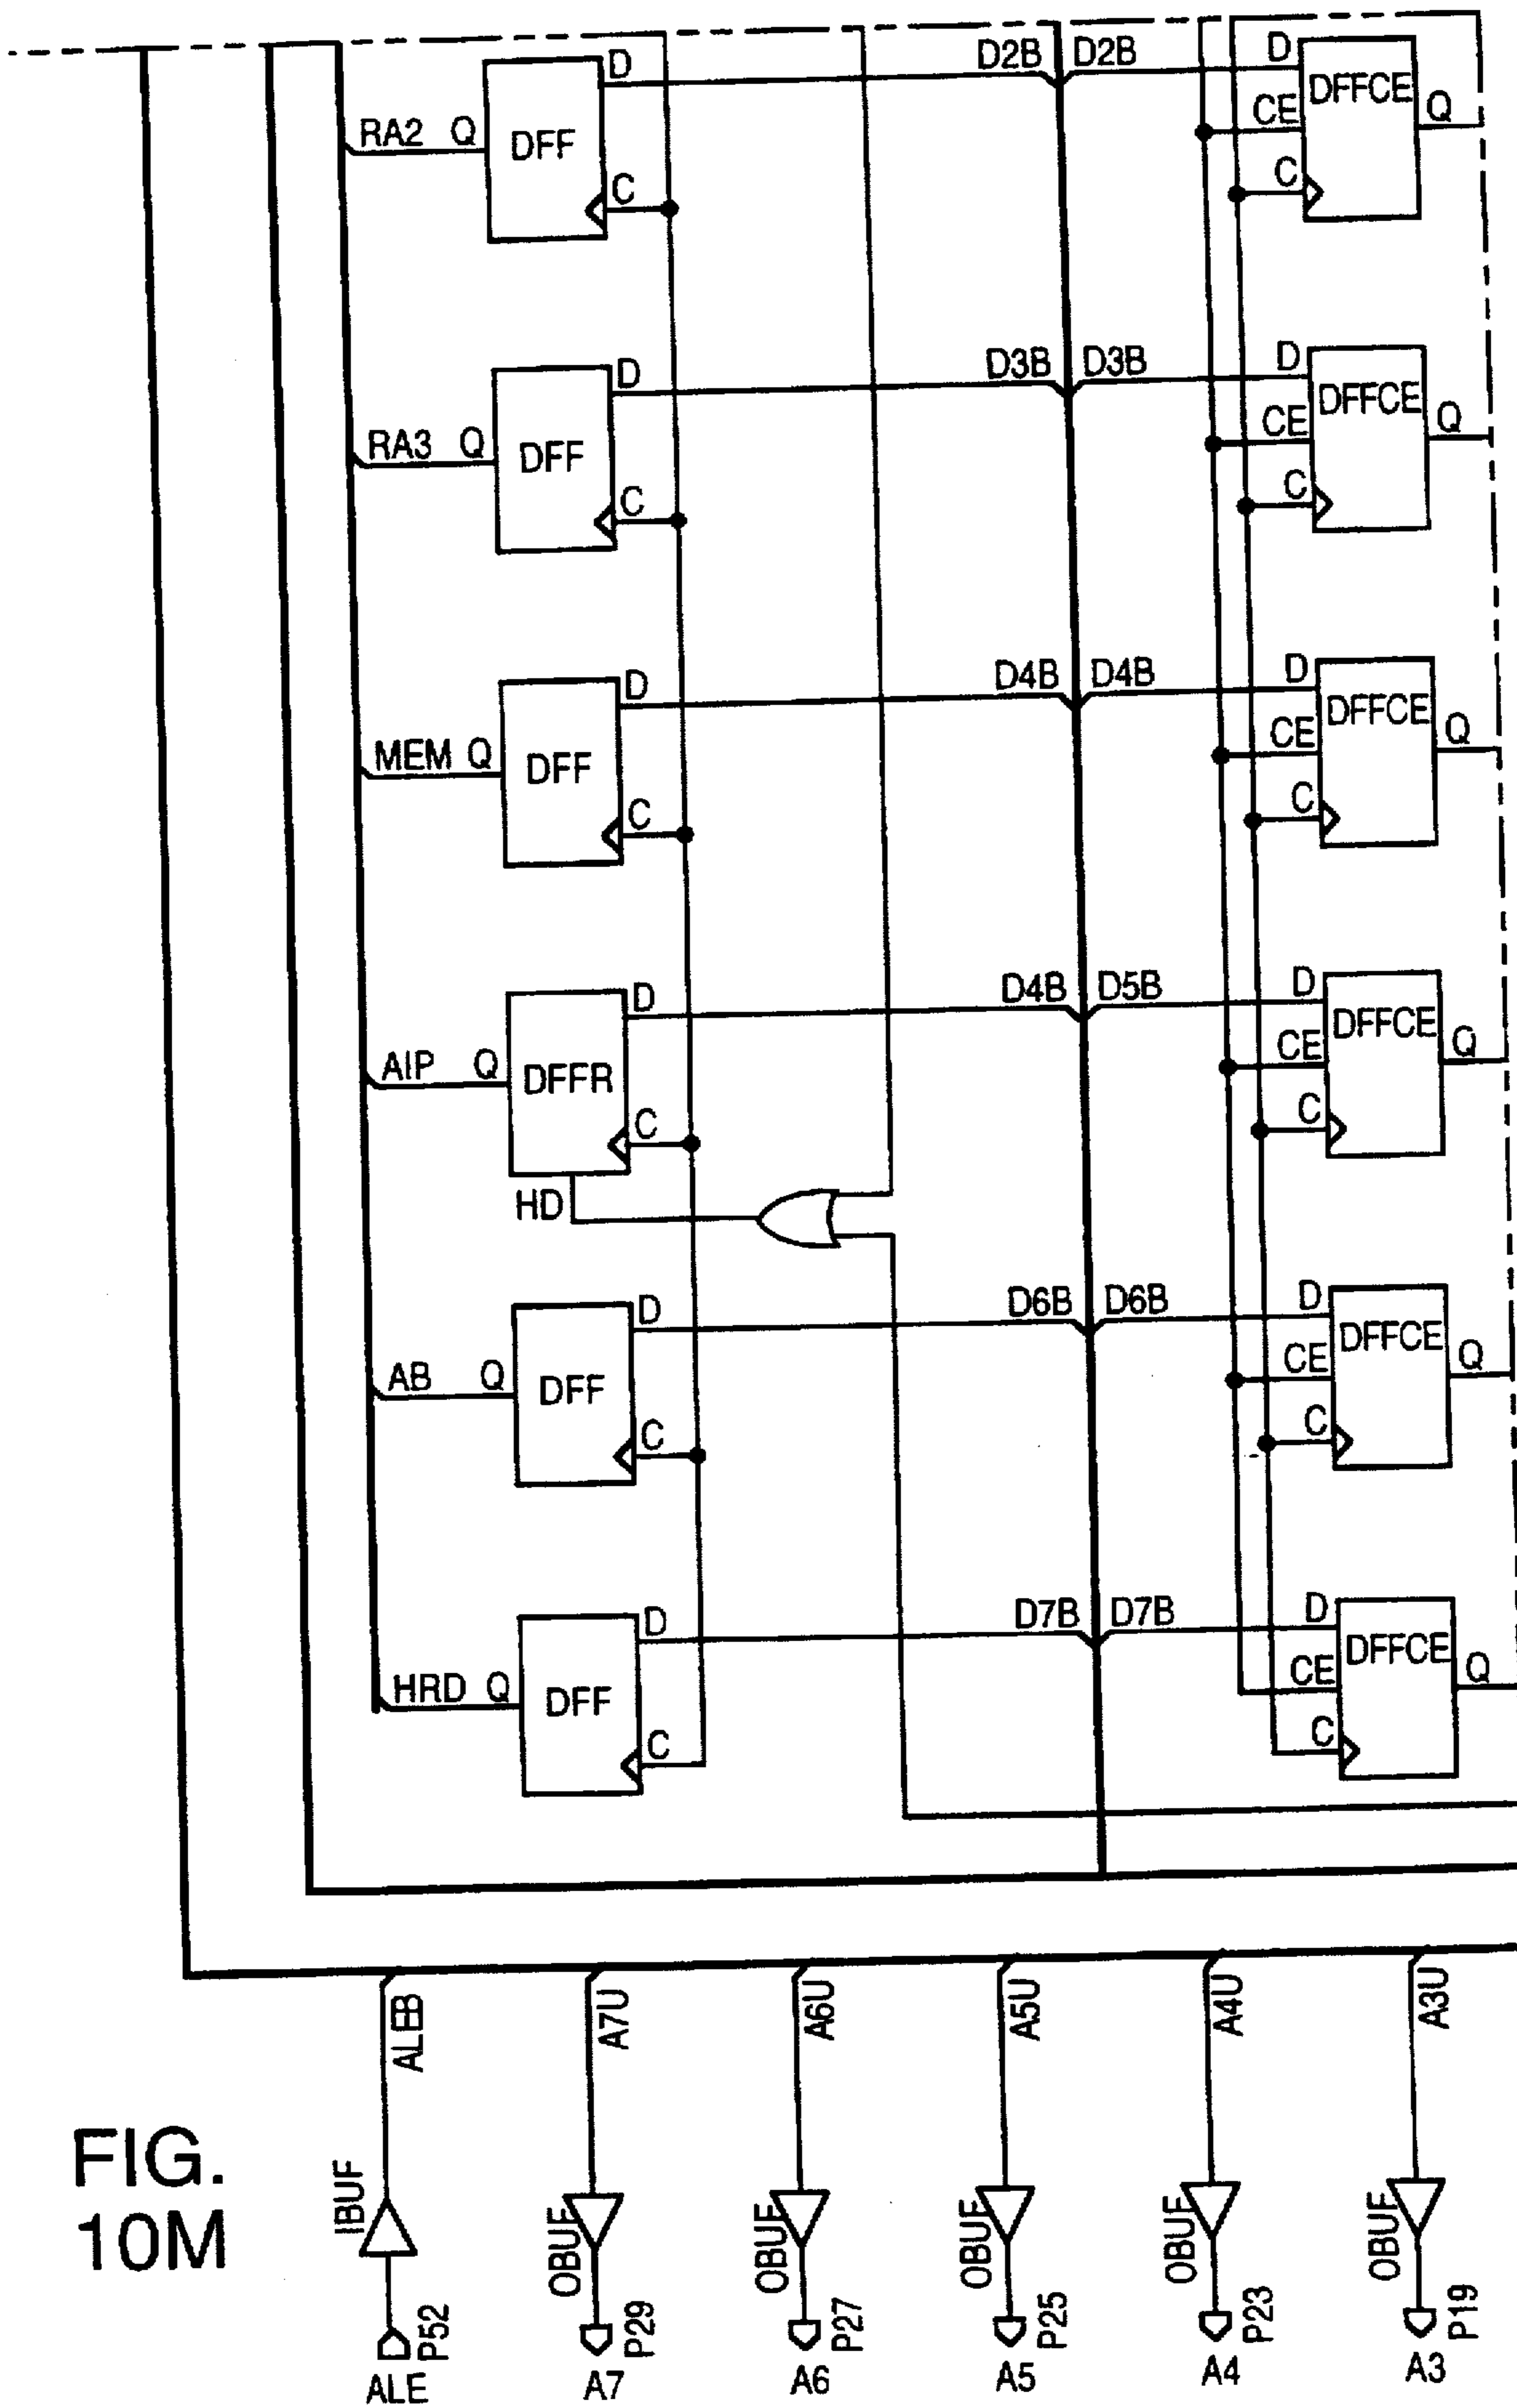 D D2B D2B D
RA2 Q DFF CE DFFCE Q
C C
D D3B D3B D
RA3 Q DFF CE DFFCE Q
C C
D D4B D4B D
MEM Q DFF CE DFFCE Q
C C
D D4B D5B D
AIP Q DFFR CE DFFCE Q
C C
HD
D D6B D6B D
AB Q DFF CE DFFCE Q
C C
D D7B D7B D
HRD Q DFF CE DFFCE Q
C C
ALEB A7U A6U A5U A4U A3U
FIG.
10M
IBUF OBUF OBUF OBUF OBUF OBUF
P52 P29 P27 P25 P23 P19
ALE A7 A6 A5 A4 A3